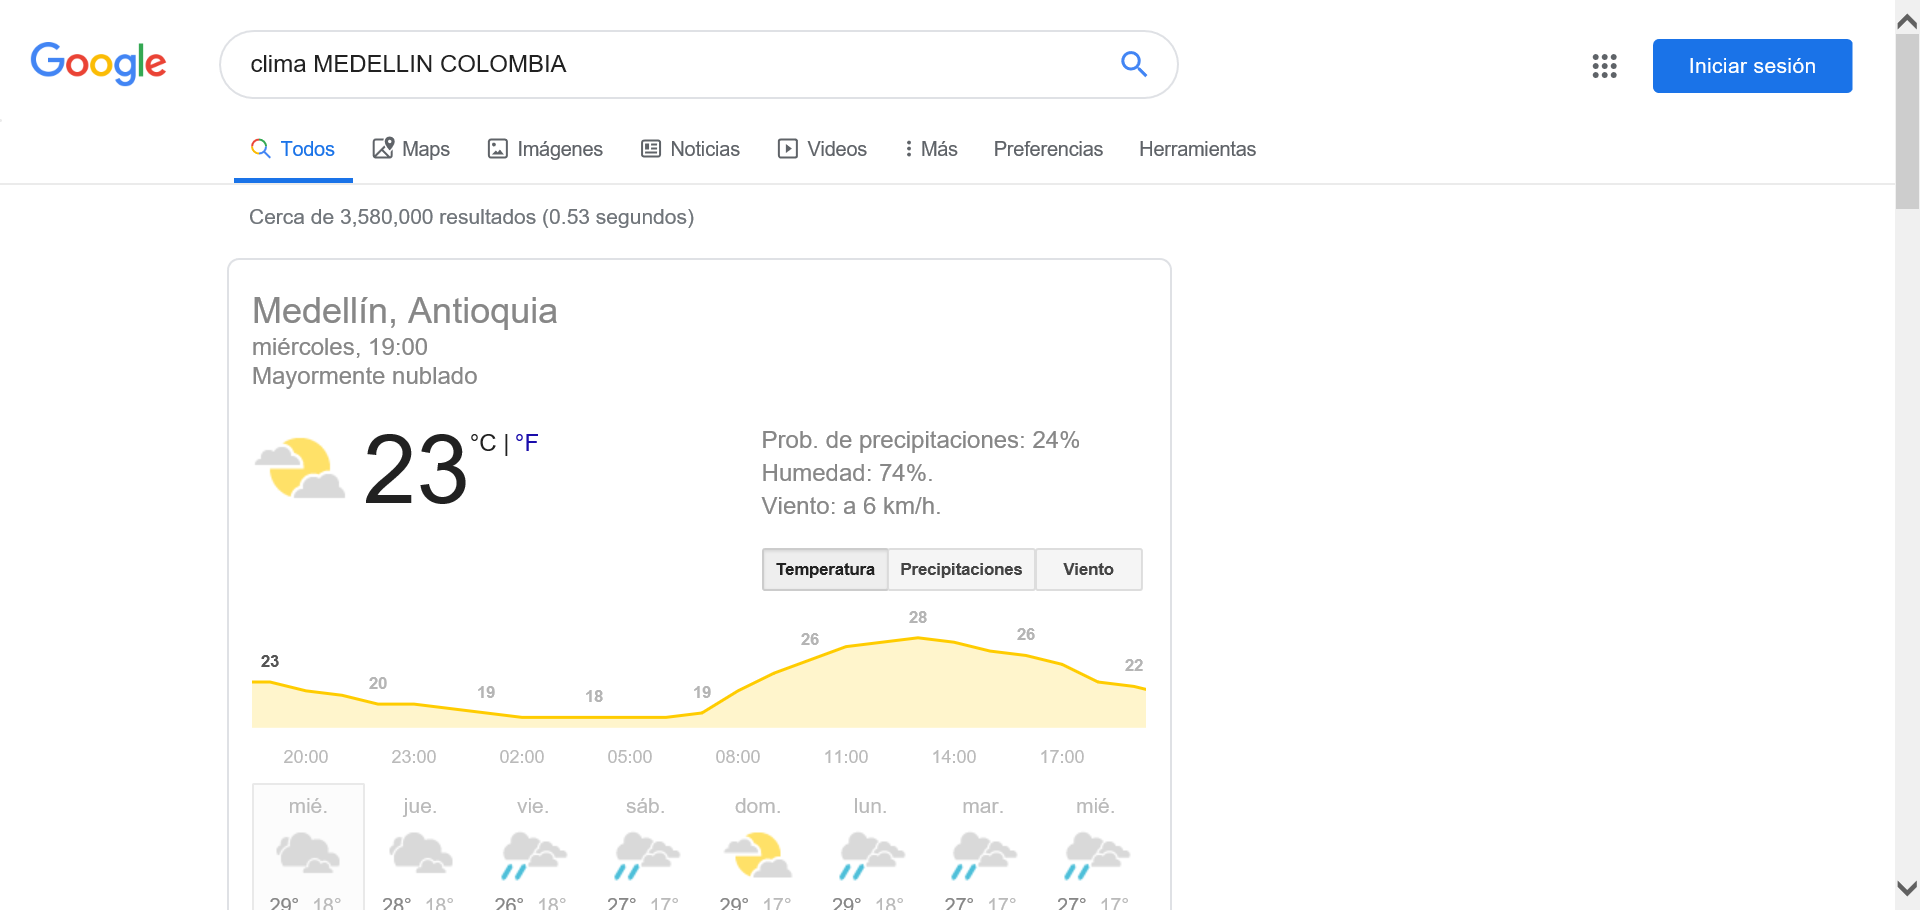 Google
clima MEDELLIN COLOMBIA
Iniciar sesión
Todos Maps Imágenes Noticias Videos Más Preferencias Herramientas
Cerca de 3,580,000 resultados (0.53 segundos)
Medellín, Antioquia
miércoles, 19:00
Mayormente nublado
23 °C | °F
Prob. de precipitaciones: 24%
Humedad: 74%.
Viento: a 6 km/h.
Temperatura Precipitaciones Viento
23 20 19 18 19 26 28 26 22
20:00 23:00 02:00 05:00 08:00 11:00 14:00 17:00
mié. jue. vie. sáb. dom. lun. mar. mié.
29° 18° 28° 18° 26° 18° 27° 17° 29° 17° 29° 18° 27° 17° 27° 17°